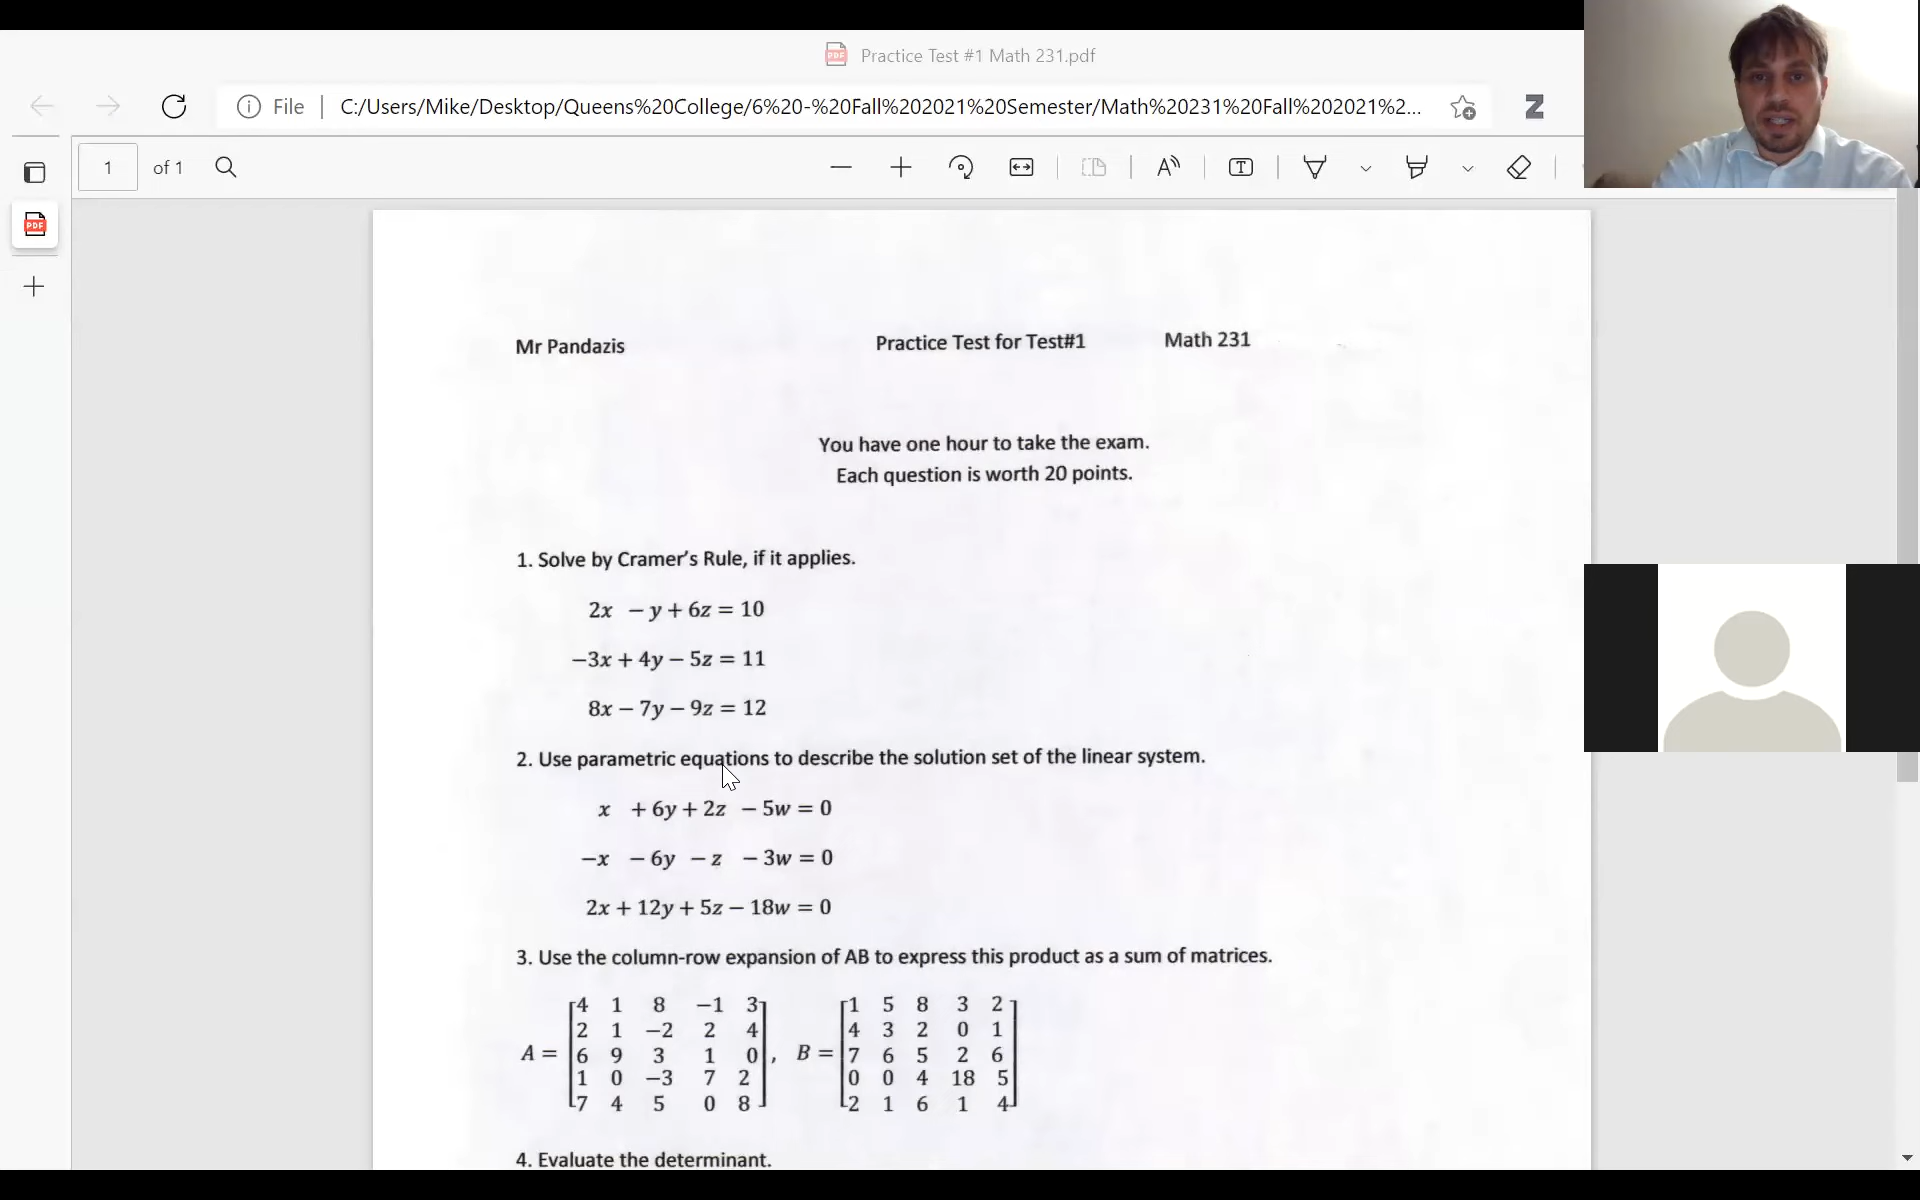 Practice Test #1 Math 231.pdf
File C:/Users/Mike/Desktop/Queens%20College/6%20-%20Fall%202021%20Semester/Math%20231%20Fall%202021%2...
1 of 1
Mr Pandazis Practice Test for Test#1 Math 231
You have one hour to take the exam.
Each question is worth 20 points.
1. Solve by Cramer's Rule, if it applies.
2x − y + 6z = 10
−3x + 4y − 5z = 11
8x − 7y − 9z = 12
2. Use parametric equations to describe the solution set of the linear system.
x + 6y + 2z − 5w = 0
−x − 6y − z − 3w = 0
2x + 12y + 5z − 18w = 0
3. Use the column-row expansion of AB to express this product as a sum of matrices.
4 1 8 −1 3 1 5 8 3 2
2 1 −2 2 4 4 3 2 0 1
A = 6 9 3 1 0 , B = 7 6 5 2 6
1 0 −3 7 2 0 0 4 18 5
7 4 5 0 8 2 1 6 1 4
4. Evaluate the determinant.